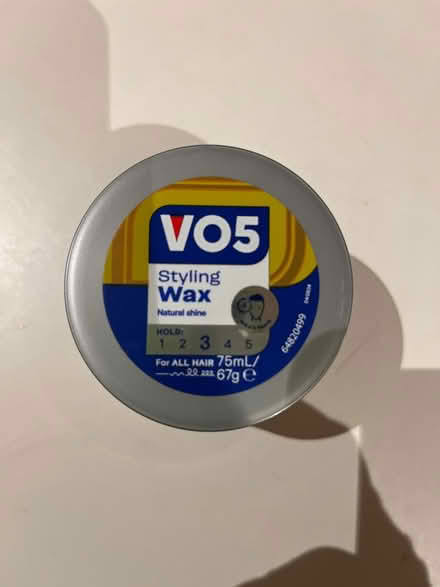 VO5
Styling
Wax
Natural shine
HOLD:
1 2 3 4 5
For ALL HAIR 75mL/
67g ℮
64820499